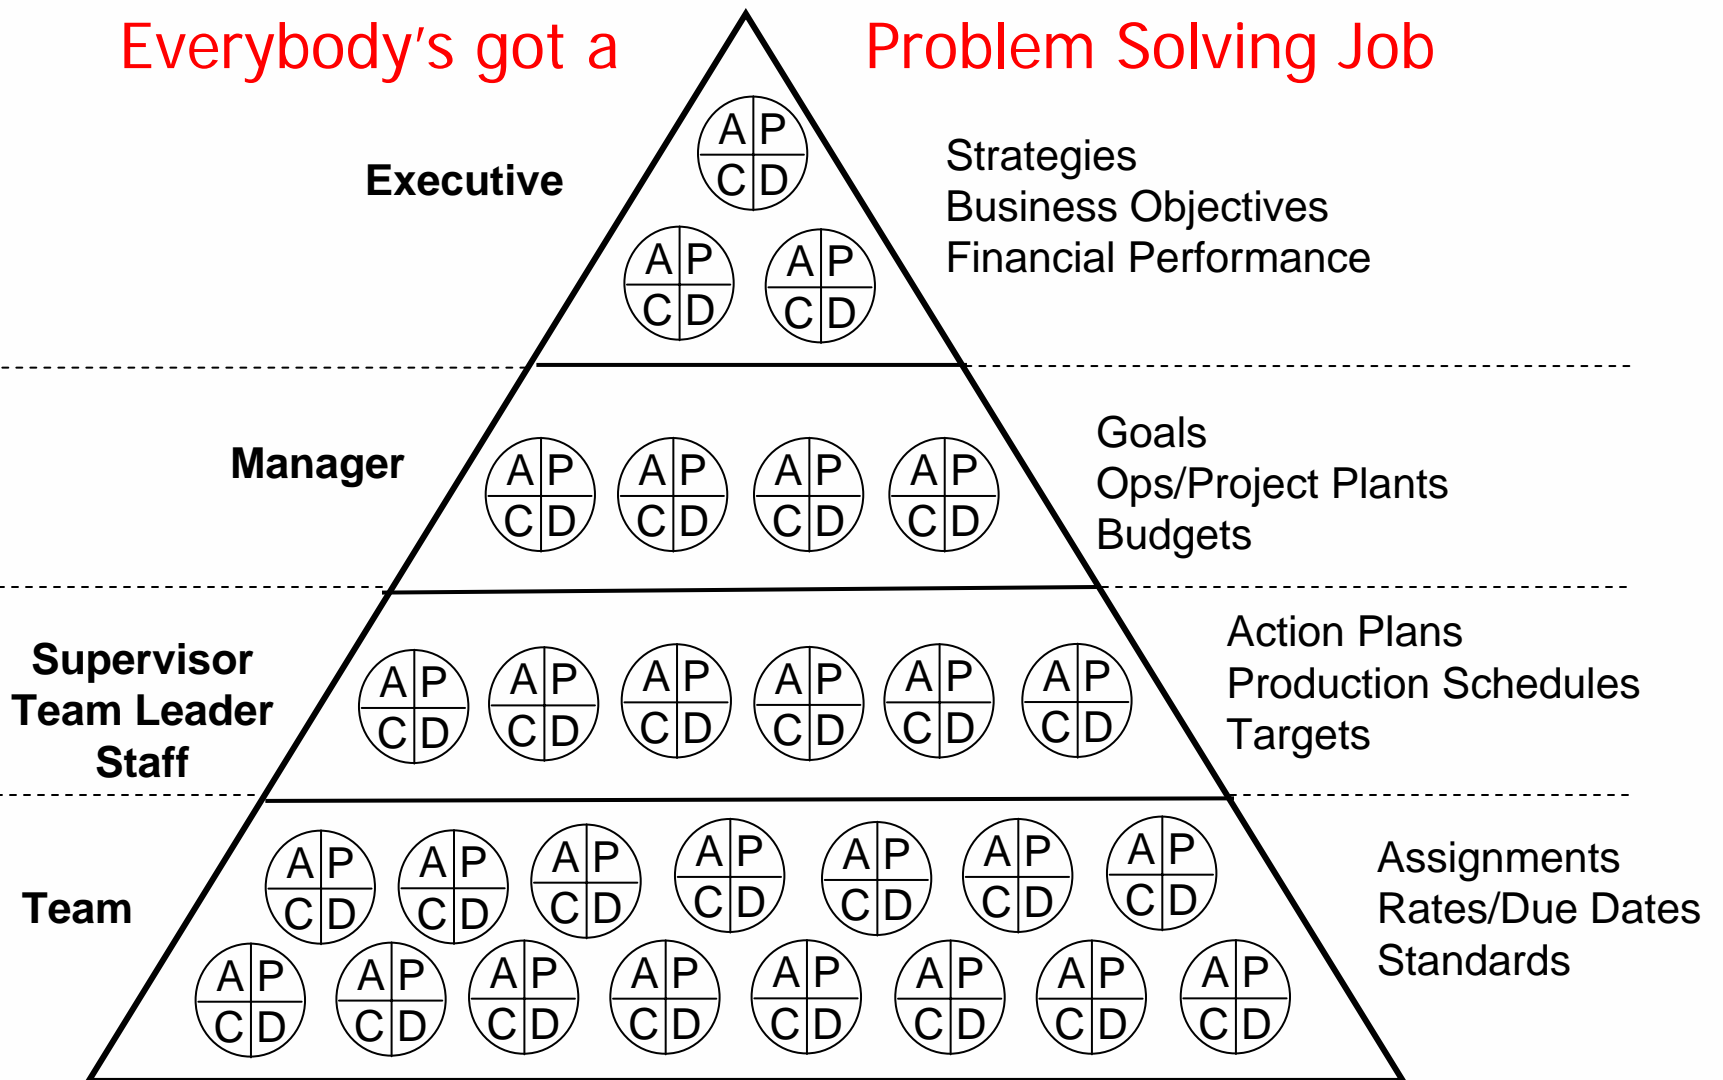 Everybody's got a Problem Solving Job
A P
C D
Executive
Strategies
Business Objectives
Financial Performance
A P A P
C D C D
Manager
Goals
Ops/Project Plants
Budgets
A P A P A P A P
C D C D C D C D
Supervisor
Team Leader
Staff
Action Plans
Production Schedules
Targets
A P A P A P A P A P A P
C D C D C D C D C D C D
Team
Assignments
Rates/Due Dates
Standards
A P A P A P A P A P A P A P
C D C D C D C D C D C D C D
A P A P A P A P A P A P A P A P
C D C D C D C D C D C D C D C D